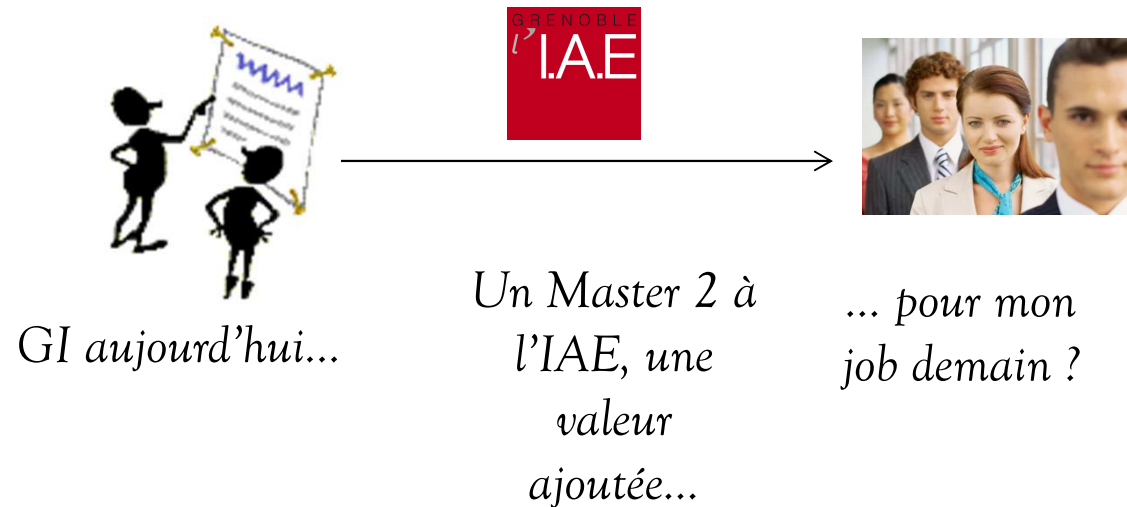 GRENOBLE
l'I.A.E
GI aujourd'hui...
Un Master 2 à
l'IAE, une
valeur
ajoutée...
... pour mon
job demain ?